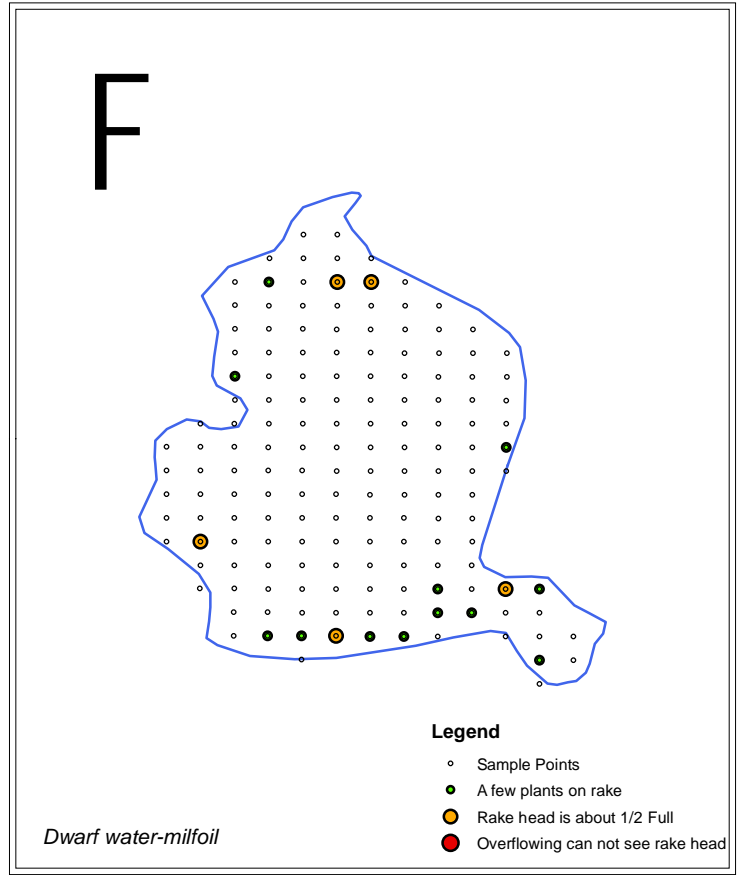 F
Legend
Sample Points
A few plants on rake
Rake head is about 1/2 Full
Overflowing can not see rake head
Dwarf water-milfoil